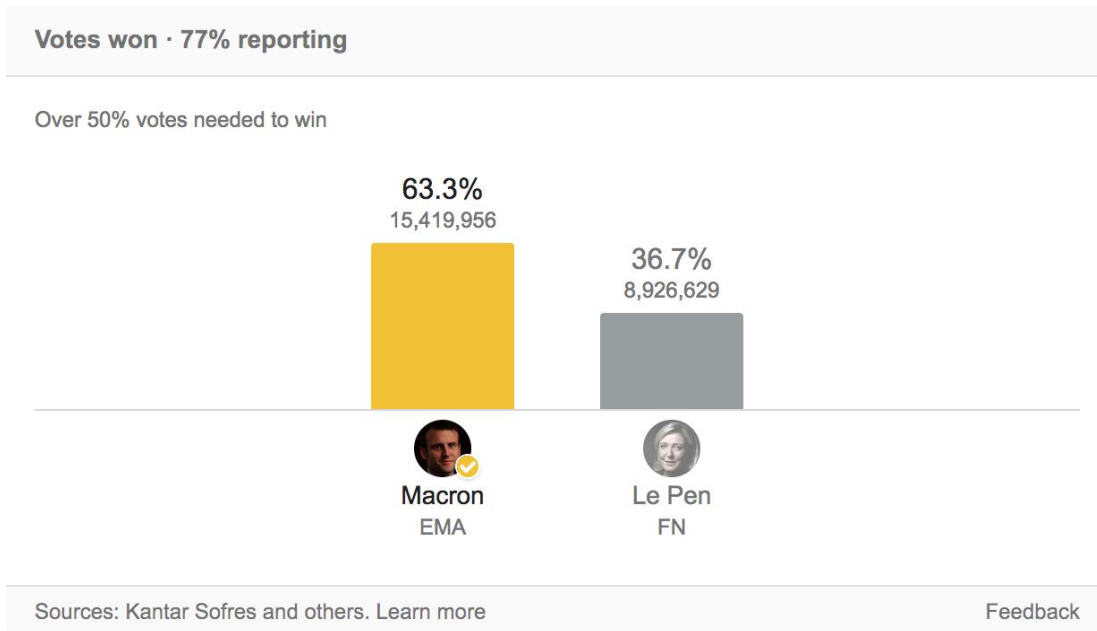 Votes won · 77% reporting
Over 50% votes needed to win
63.3%
15,419,956
36.7%
8,926,629
Macron
EMA
Le Pen
FN
Sources: Kantar Sofres and others. Learn more
Feedback